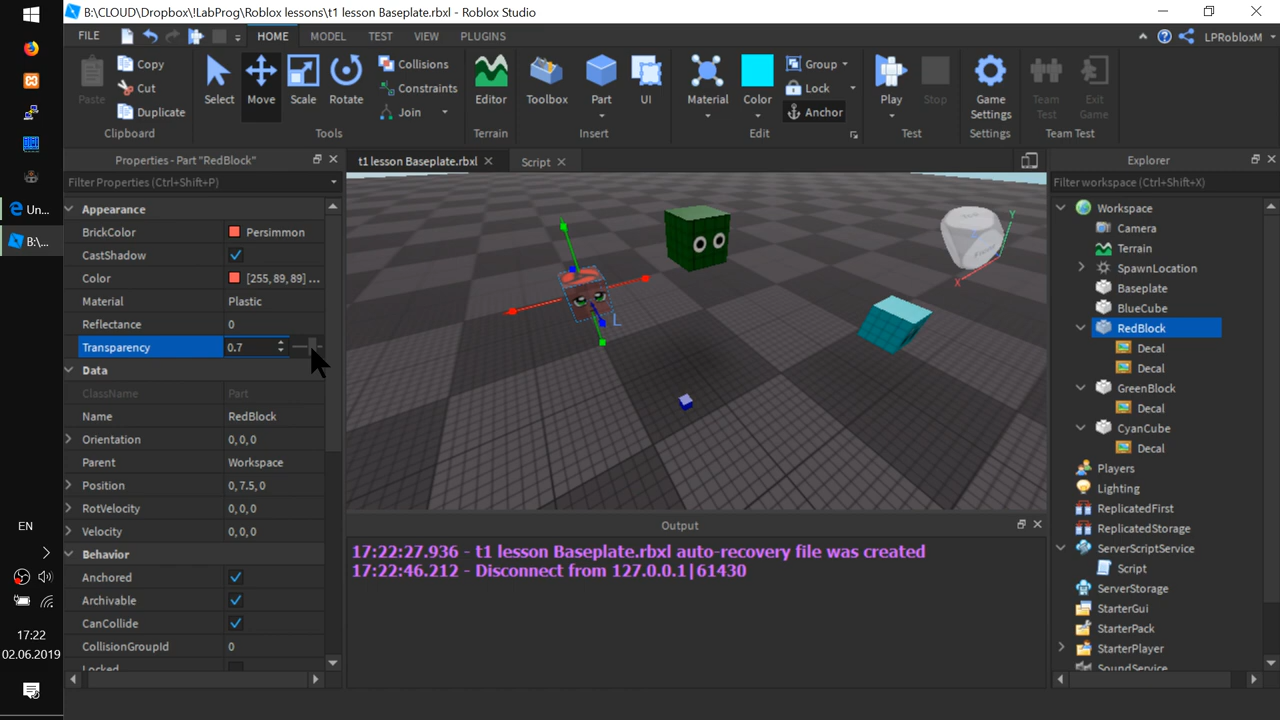 B:\CLOUD\Dropbox\!LabProg\Roblox lessons\t1 lesson Baseplate.rbxl - Roblox Studio
FILE HOME MODEL TEST VIEW PLUGINS LPRobloxM
Paste Copy Cut Duplicate Clipboard
Select Move Scale Rotate Collisions Constraints Join Tools
Editor Terrain
Toolbox Part UI Insert
Material Color Group Lock Anchor Edit
Play Stop Test
Game Settings Settings
Team Test Exit Game Team Test
Properties - Part "RedBlock"
Filter Properties (Ctrl+Shift+P)
Appearance
BrickColor Persimmon
CastShadow
Color [255,89,89] ...
Material Plastic
Reflectance 0
Transparency 0.7
Data
ClassName Part
Name RedBlock
Orientation 0, 0, 0
Parent Workspace
Position 0, 7.5, 0
RotVelocity 0, 0, 0
Velocity 0, 0, 0
Behavior
Anchored
Archivable
CanCollide
CollisionGroupId 0
Locked
t1 lesson Baseplate.rbxl Script
L
Y
X
Output
17:22:27.936 - t1 lesson Baseplate.rbxl auto-recovery file was created
17:22:46.212 - Disconnect from 127.0.0.1|61430
Explorer
Filter workspace (Ctrl+Shift+X)
Workspace
Camera
Terrain
SpawnLocation
Baseplate
BlueCube
RedBlock
Decal
Decal
GreenBlock
Decal
CyanCube
Decal
Players
Lighting
ReplicatedFirst
ReplicatedStorage
ServerScriptService
Script
ServerStorage
StarterGui
StarterPack
StarterPlayer
SoundService
Un...
B:\...
EN
17:22
02.06.2019